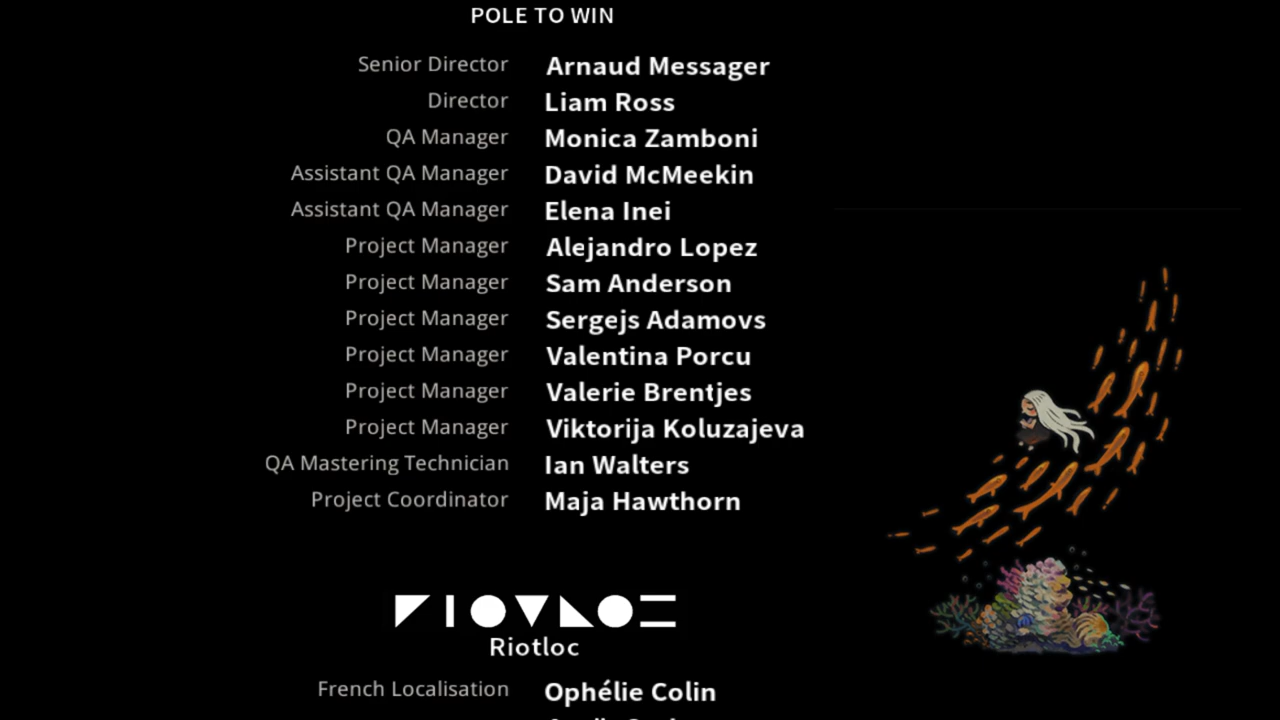 POLE TO WIN
Senior Director Arnaud Messager
Director Liam Ross
QA Manager Monica Zamboni
Assistant QA Manager David McMeekin
Assistant QA Manager Elena Inei
Project Manager Alejandro Lopez
Project Manager Sam Anderson
Project Manager Sergejs Adamovs
Project Manager Valentina Porcu
Project Manager Valerie Brentjes
Project Manager Viktorija Koluzajeva
QA Mastering Technician Ian Walters
Project Coordinator Maja Hawthorn
Riotloc
French Localisation Ophélie Colin